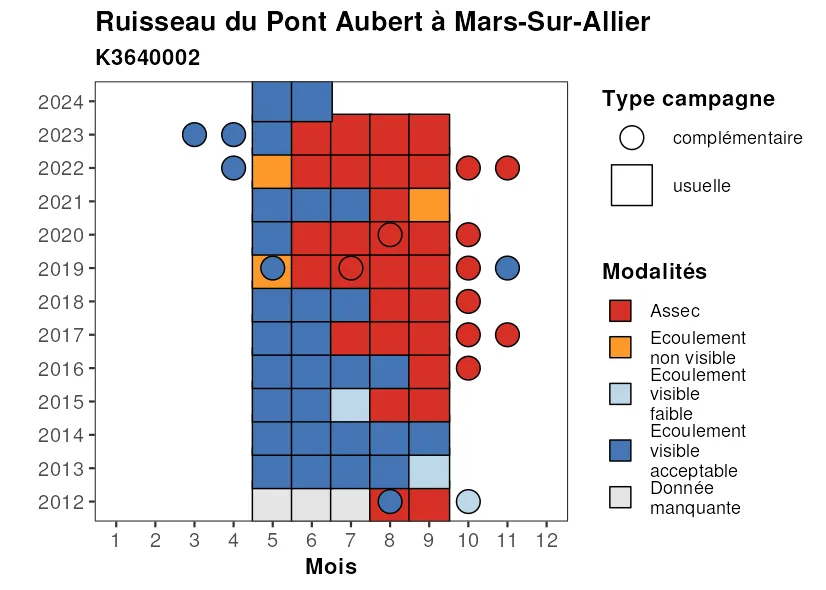 Ruisseau du Pont Aubert à Mars-Sur-Allier
K3640002
2024
2023
2022
2021
2020
2019
2018
2017
2016
2015
2014
2013
2012
1 2 3 4 5 6 7 8 9 10 11 12
Mois
Type campagne
complémentaire
usuelle
Modalités
Assec
Ecoulement
non visible
Ecoulement
visible
faible
Ecoulement
visible
acceptable
Donnée
manquante